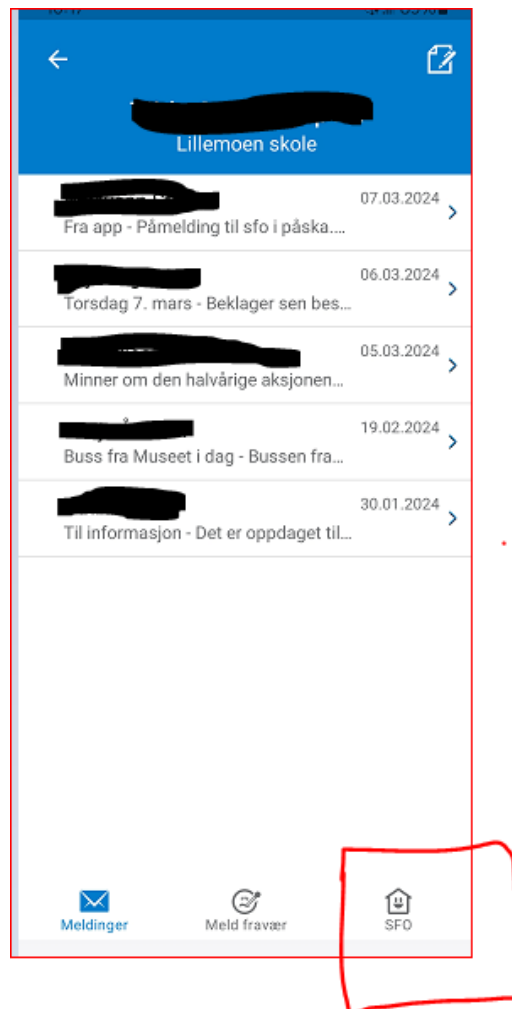 Lillemoen skole
07.03.2024
Fra app - Påmelding til sfo i påska....
06.03.2024
Torsdag 7. mars - Beklager sen bes...
05.03.2024
Minner om den halvårige aksjonen...
19.02.2024
Buss fra Museet i dag - Bussen fra...
30.01.2024
Til informasjon - Det er oppdaget til...
Meldinger
Meld fravær
SFO